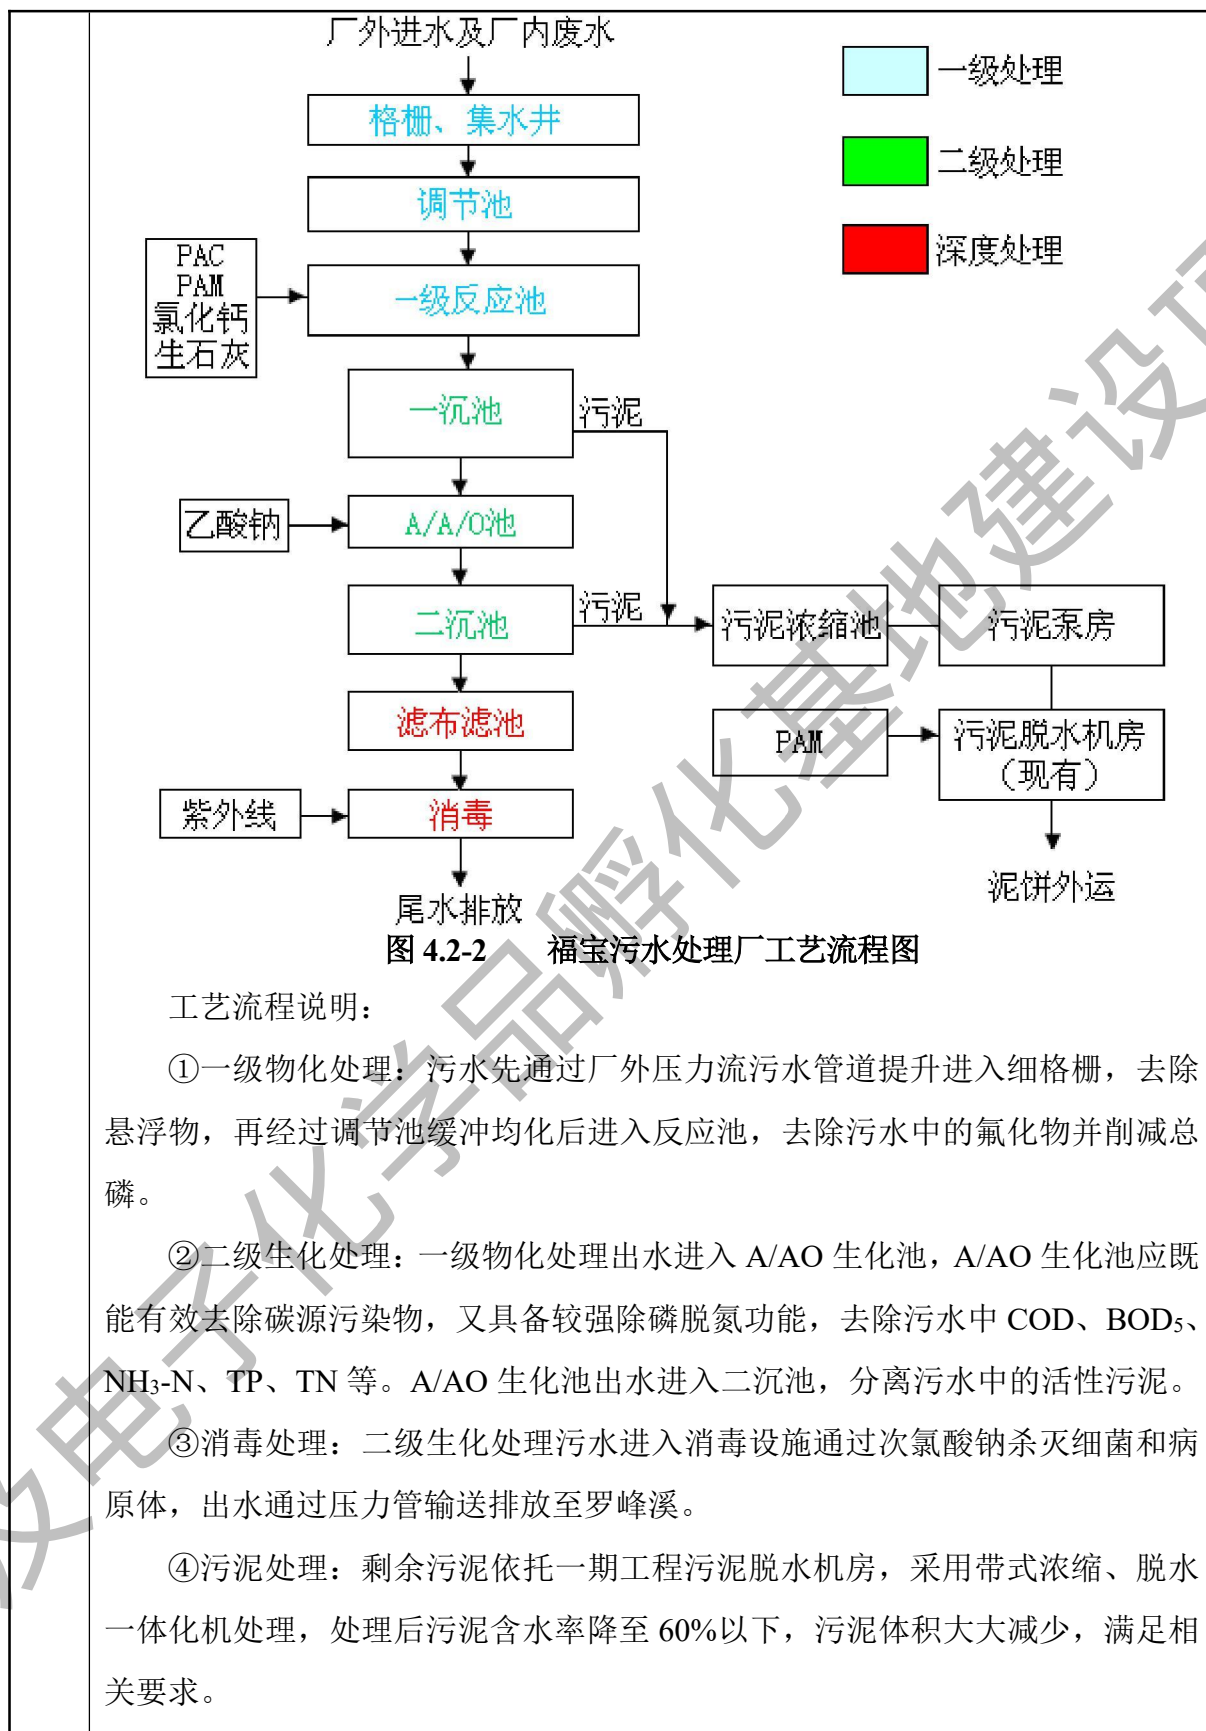 厂外进水及厂内废水
一级处理
格栅、集水井
二级处理
调节池
深度处理
PAC
PAM
氯化钙
生石灰
一级反应池
一沉池
污泥
乙酸钠
A/A/O池
二沉池
污泥
污泥浓缩池
污泥泵房
滤布滤池
PAM
污泥脱水机房
（现有）
紫外线
消毒
泥饼外运
尾水排放
图 4.2-2 福宝污水处理厂工艺流程图
工艺流程说明：
①一级物化处理：污水先通过厂外压力流污水管道提升进入细格栅，去除
悬浮物，再经过调节池缓冲均化后进入反应池，去除污水中的氟化物并削减总
磷。
②二级生化处理：一级物化处理出水进入 A/AO 生化池，A/AO 生化池应既
能有效去除碳源污染物，又具备较强除磷脱氮功能，去除污水中 COD、BOD₅、
NH₃-N、TP、TN 等。A/AO 生化池出水进入二沉池，分离污水中的活性污泥。
③消毒处理：二级生化处理污水进入消毒设施通过次氯酸钠杀灭细菌和病
原体，出水通过压力管输送排放至罗峰溪。
④污泥处理：剩余污泥依托一期工程污泥脱水机房，采用带式浓缩、脱水
一体化机处理，处理后污泥含水率降至 60%以下，污泥体积大大减少，满足相
关要求。
及电子化学品孵化基地建设项